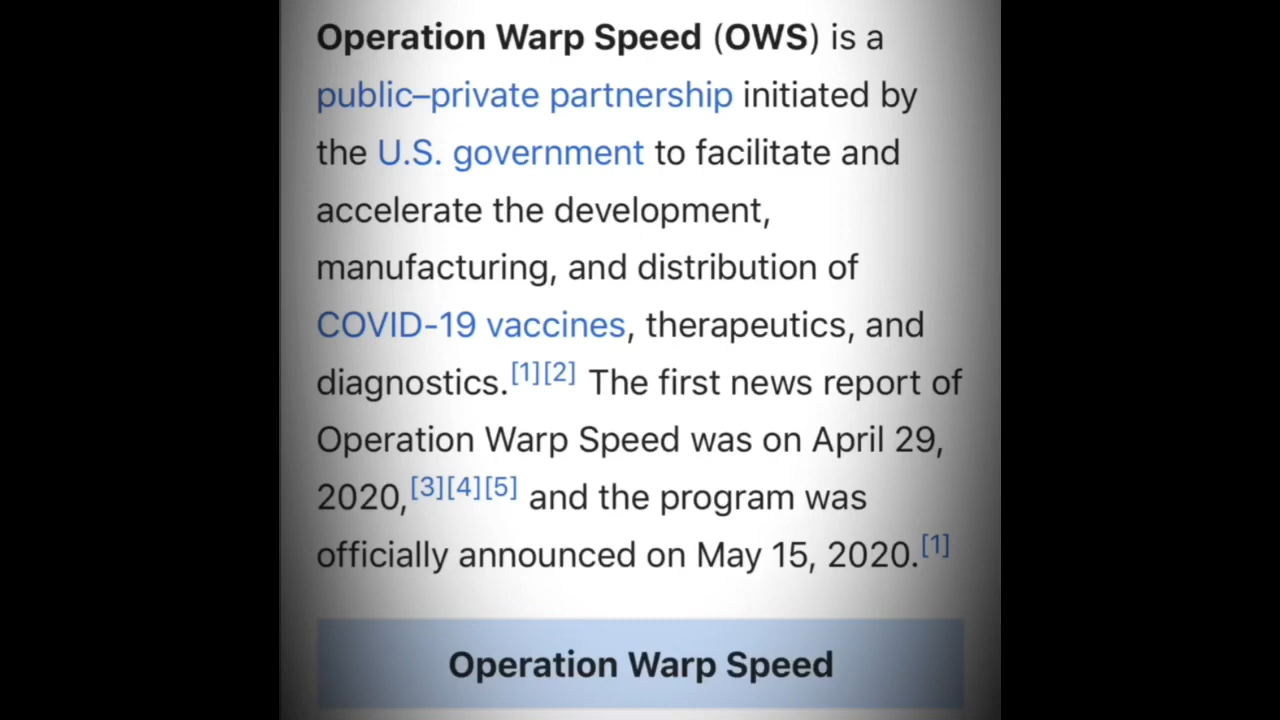 Operation Warp Speed (OWS) is a
public–private partnership initiated by
the U.S. government to facilitate and
accelerate the development,
manufacturing, and distribution of
COVID-19 vaccines, therapeutics, and
diagnostics.[1][2] The first news report of
Operation Warp Speed was on April 29,
2020,[3][4][5] and the program was
officially announced on May 15, 2020.[1]
Operation Warp Speed